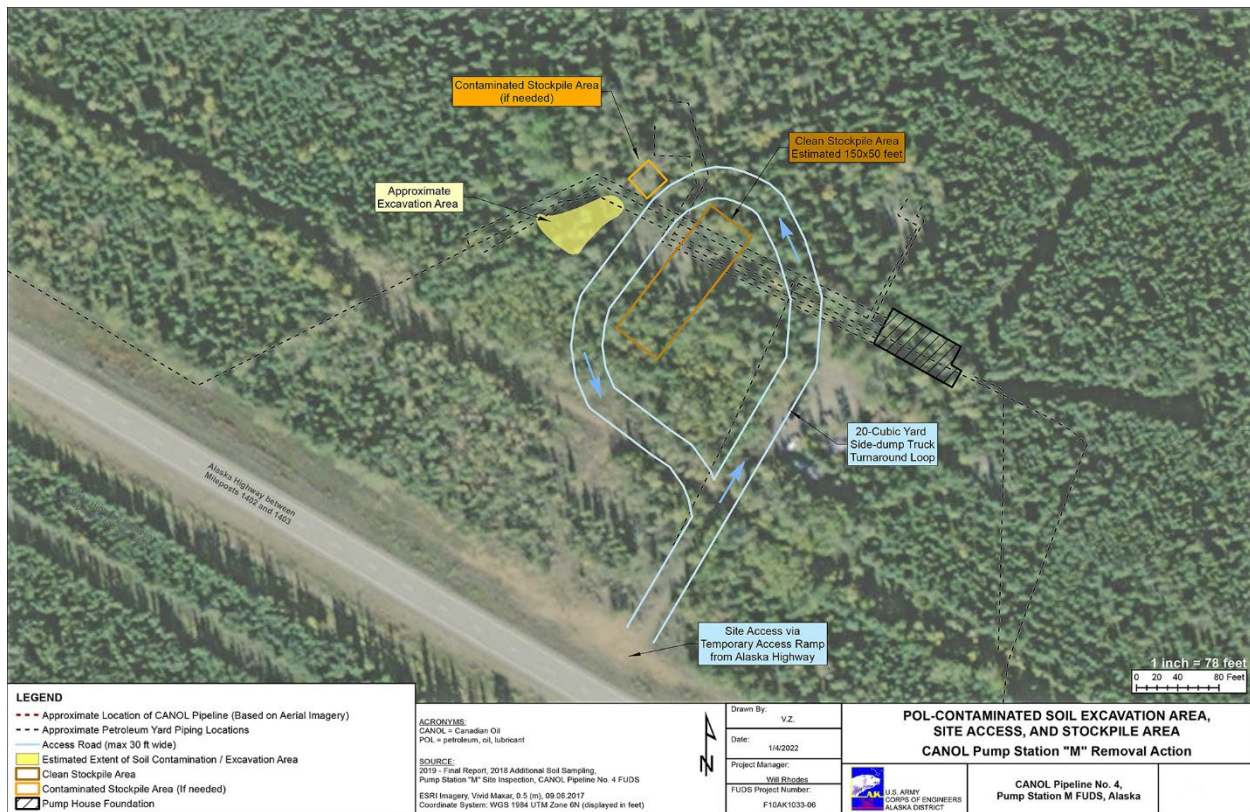 Contaminated Stockpile Area
(if needed)
Clean Stockpile Area
Estimated 150x50 feet
Approximate
Excavation Area
20-Cubic Yard
Side-dump Truck
Turnaround Loop
Alaska Highway between
Mileposts 1402 and 1403
Site Access via
Temporary Access Ramp
from Alaska Highway
1 inch = 78 feet
0 20 40 80 Feet
LEGEND
Approximate Location of CANOL Pipeline (Based on Aerial Imagery)
Approximate Petroleum Yard Piping Locations
Access Road (max 30 ft wide)
Estimated Extent of Soil Contamination / Excavation Area
Clean Stockpile Area
Contaminated Stockpile Area (If needed)
Pump House Foundation
ACRONYMS:
CANOL = Canadian Oil
POL = petroleum, oil, lubricant
SOURCE:
2019 - Final Report, 2018 Additional Soil Sampling,
Pump Station "M" Site Inspection, CANOL Pipeline No. 4 FUDS
ESRI Imagery, Vivid Maxar, 0.5 (m), 09.06.2017
Coordinate System: WGS 1984 UTM Zone 6N (displayed in feet)
N
Drawn By:
V.Z.
Date:
1/4/2022
Project Manager:
Will Rhodes
FUDS Project Number:
F10AK1033-06
POL-CONTAMINATED SOIL EXCAVATION AREA,
SITE ACCESS, AND STOCKPILE AREA
CANOL Pump Station "M" Removal Action
AK
U.S. ARMY
CORPS OF ENGINEERS
ALASKA DISTRICT
CANOL Pipeline No. 4,
Pump Station M FUDS, Alaska